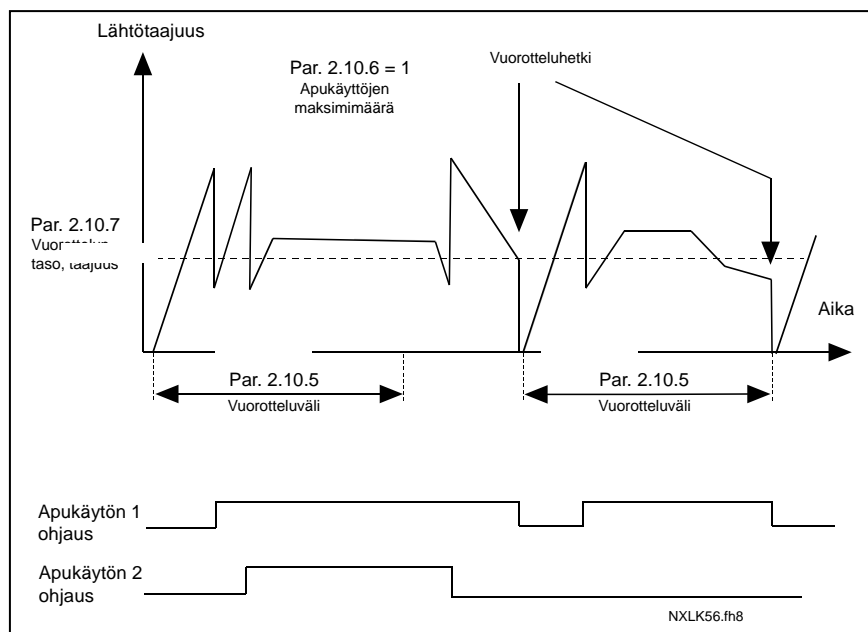 Lähtötaajuus
Par. 2.10.6 = 1
Apukäyttöjen
maksimimäärä
Vuorotteluhetki
Par. 2.10.7
taso, taajuus
Aika
Par. 2.10.5
Vuorotteluväli
Par. 2.10.5
Vuorotteluväli
Apukäytön 1
ohjaus
Apukäytön 2
ohjaus
NXLK56.fh8